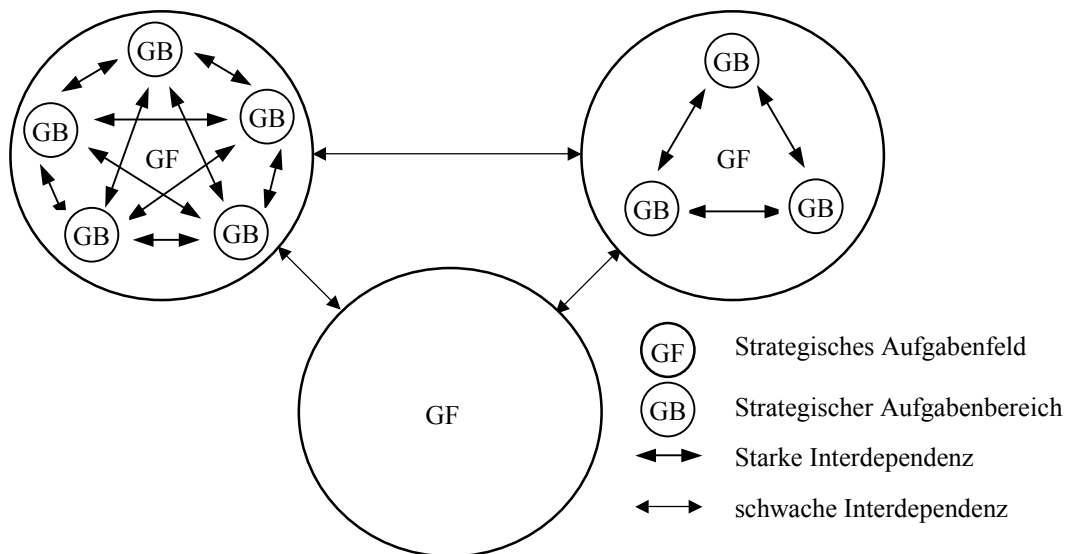 GB
GB
GB
GB
GB
GF
GB
GB
GB
GF
GF
GF Strategisches Aufgabenfeld
GB Strategischer Aufgabenbereich
Starke Interdependenz
schwache Interdependenz